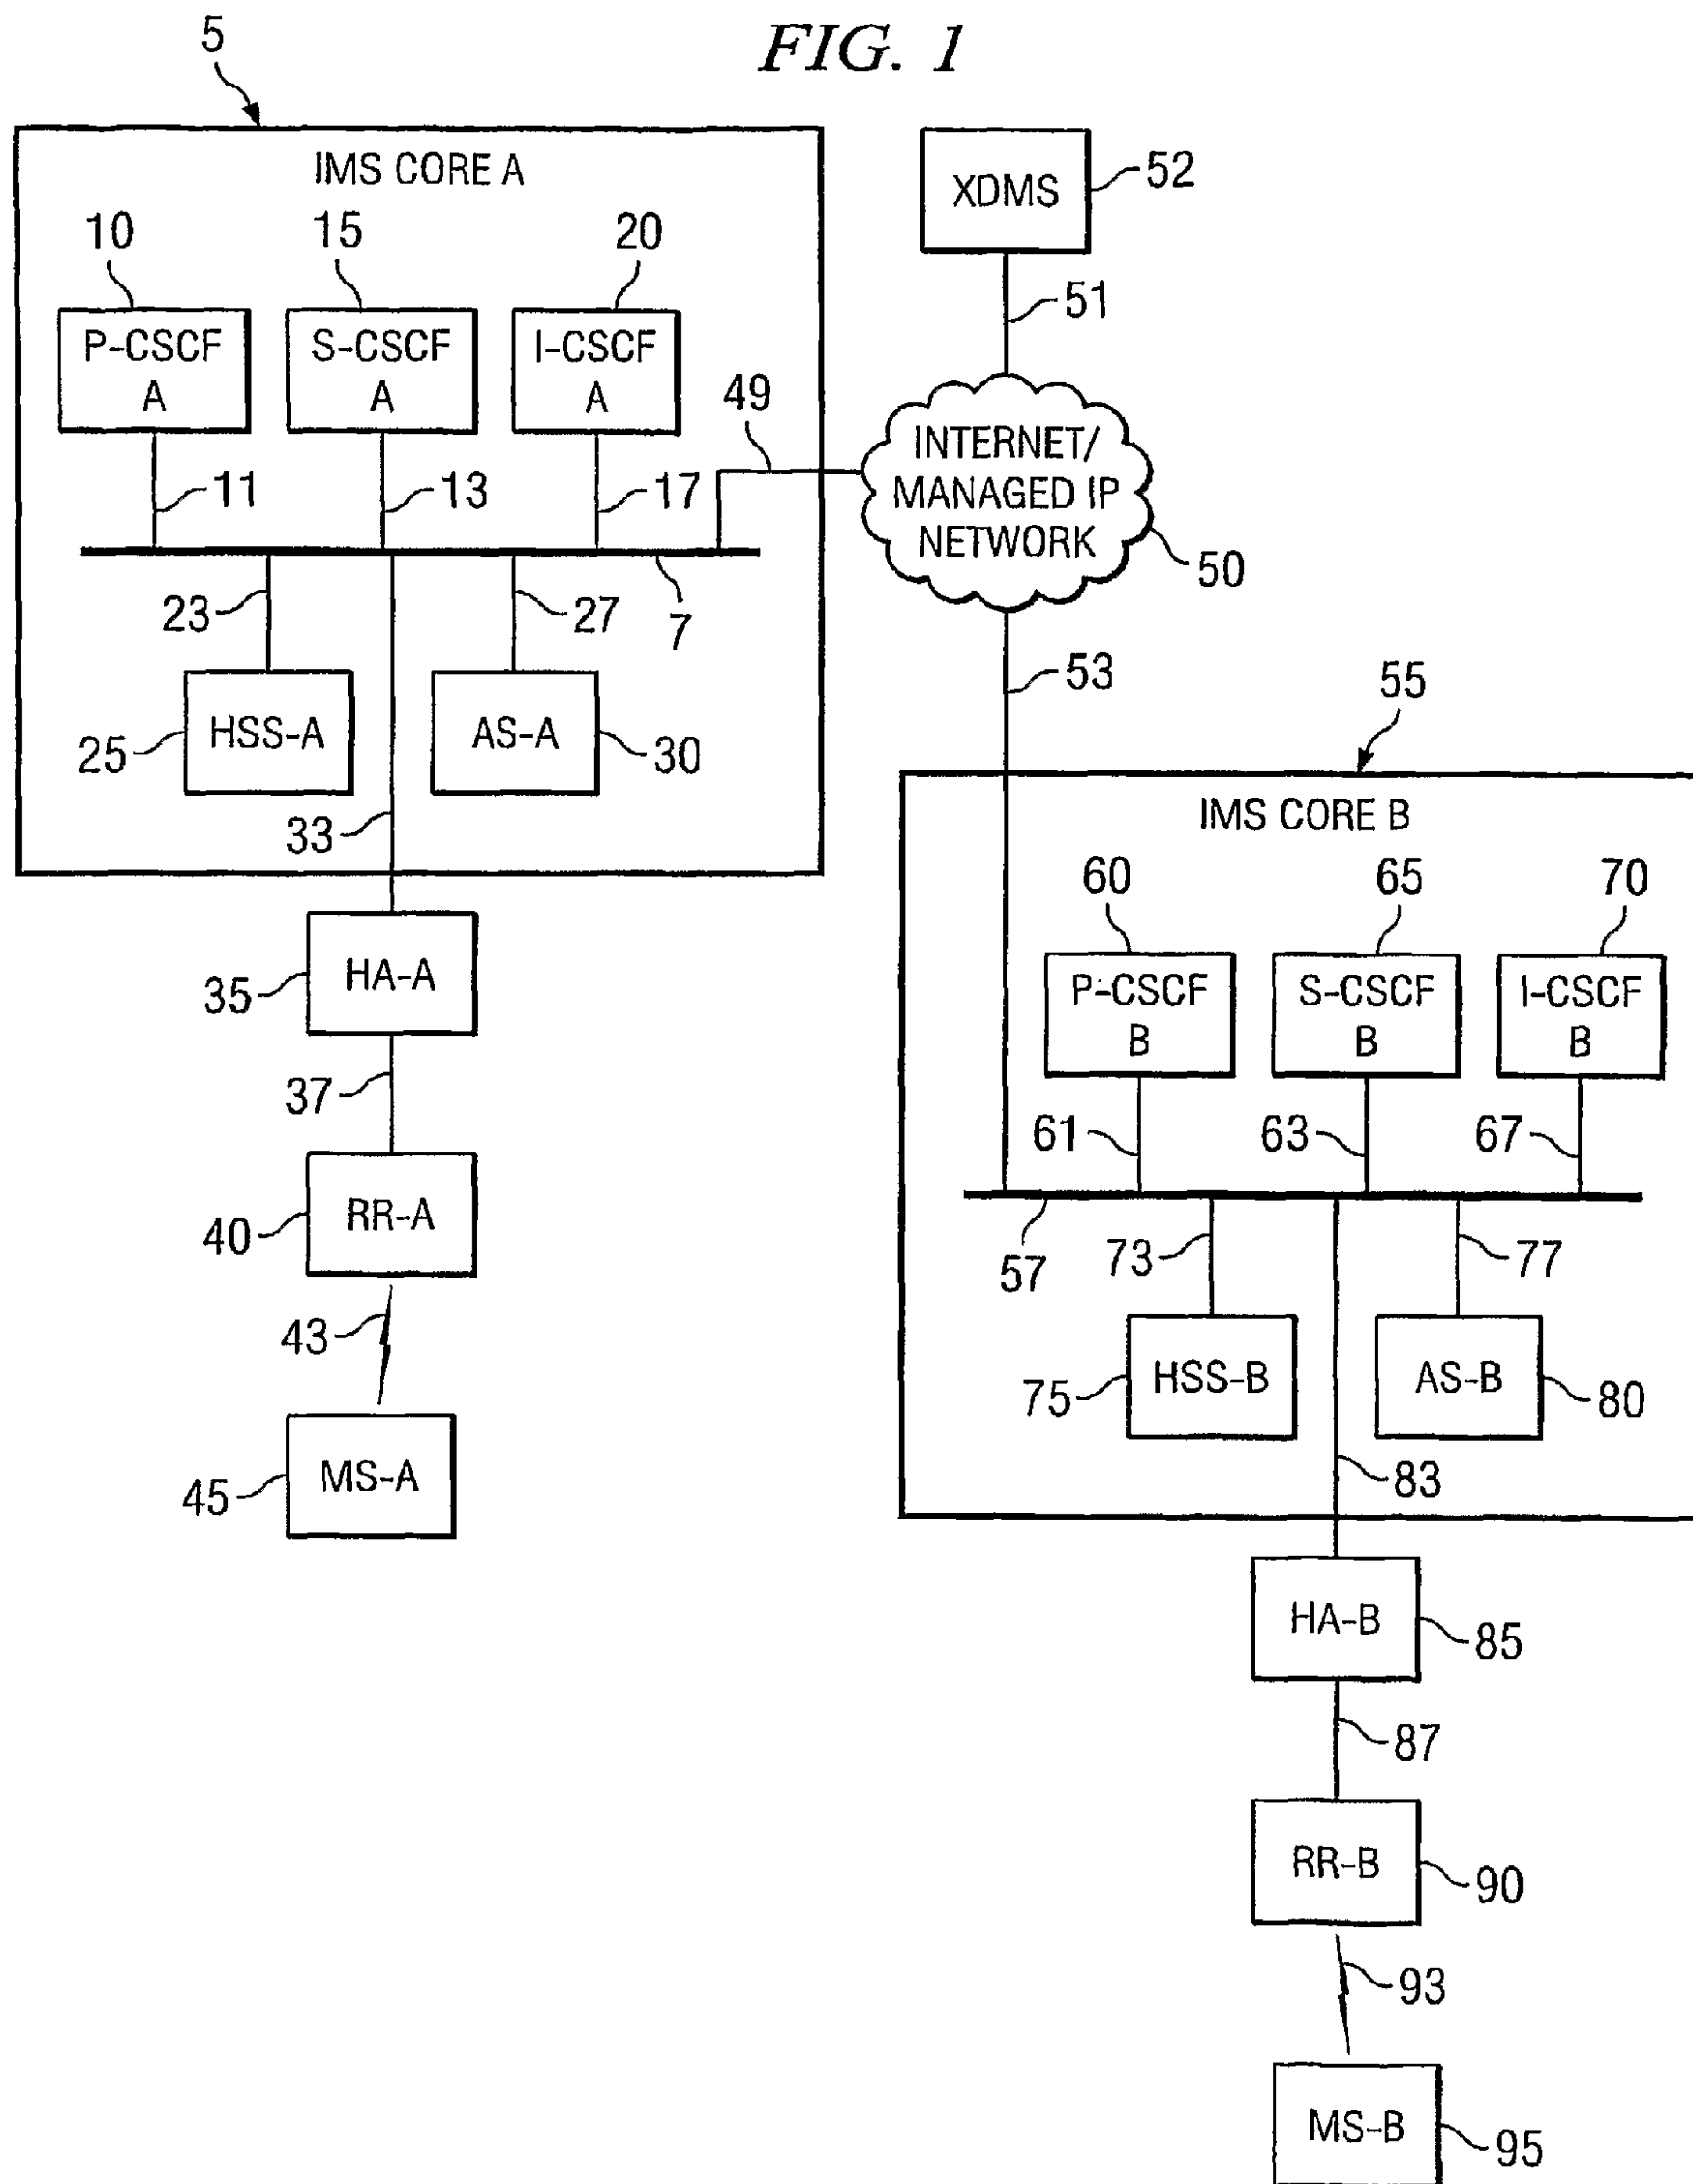 FIG. 1
5
IMS CORE A
XDMS
52
10
15
20
P-CSCF
A
S-CSCF
A
I-CSCF
A
51
49
11
13
17
INTERNET/
MANAGED IP
NETWORK
50
23
27
7
HSS-A
AS-A
25
30
33
53
55
IMS CORE B
HA-A
35
60
65
70
P-CSCF
B
S-CSCF
B
I-CSCF
B
37
61
63
67
RR-A
40
57
73
77
43
HSS-B
AS-B
75
80
MS-A
45
83
HA-B
85
87
RR-B
90
93
MS-B
95